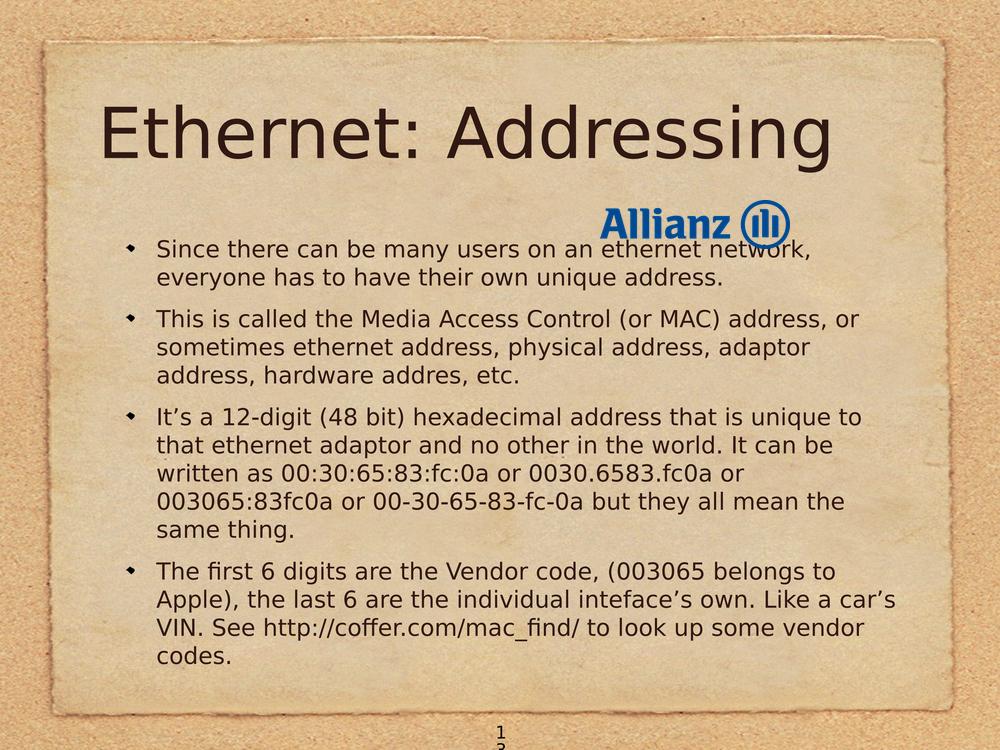 Ethernet: Addressing
Allianz
Since there can be many users on an ethernet network,
everyone has to have their own unique address.
This is called the Media Access Control (or MAC) address, or
sometimes ethernet address, physical address, adaptor
address, hardware addres, etc.
It’s a 12-digit (48 bit) hexadecimal address that is unique to
that ethernet adaptor and no other in the world. It can be
written as 00:30:65:83:fc:0a or 0030.6583.fc0a or
003065:83fc0a or 00-30-65-83-fc-0a but they all mean the
same thing.
The first 6 digits are the Vendor code, (003065 belongs to
Apple), the last 6 are the individual inteface’s own. Like a car’s
VIN. See http://coffer.com/mac_find/ to look up some vendor
codes.
1